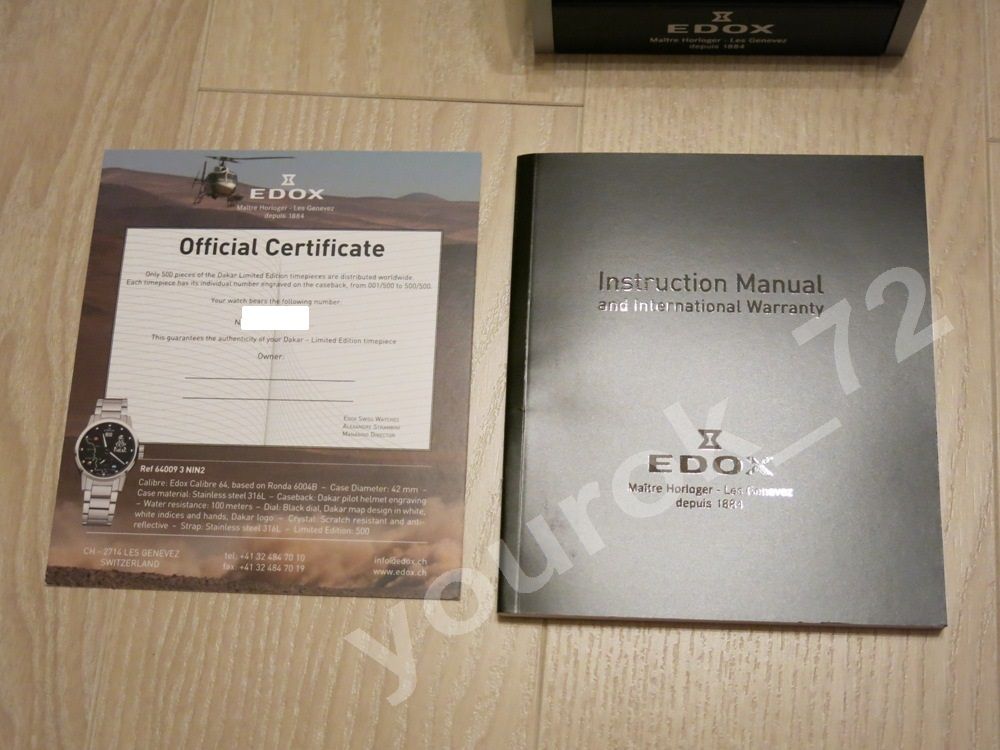 EDOX
Maître Horloger - Les Genevez
depuis 1884
EDOX
Maître Horloger - Les Genevez
depuis 1884
Official Certificate
Only 500 pieces of the Dakar Limited Edition timepieces are distributed worldwide.
Each timepiece has its individual number engraved on the caseback, from 001/500 to 500/500.
Your watch bears the following number:
N
This guarantees the authenticity of your Dakar – Limited Edition timepiece
Owner:
EDOX SWISS WATCHES
ALEXANDRE STRAMBINI
MANAGING DIRECTOR
Ref 64009 3 NIN2
Calibre: Edox Calibre 64, based on Ronda 6004B – Case Diameter: 42 mm –
Case material: Stainless steel 316L – Caseback: Dakar pilot helmet engraving
– Water resistance: 100 meters – Dial: Black dial, Dakar map design in white,
white indices and hands, Dakar logo – Crystal: Scratch resistant and anti-
reflective – Strap: Stainless steel 316L – Limited Edition: 500
CH – 2714 LES GENEVEZ
SWITZERLAND
tel: +41 32 484 70 10
fax: +41 32 484 70 19
info@edox.ch
www.edox.ch
Instruction Manual
and International Warranty
EDOX
Maître Horloger - Les Genevez
depuis 1884
yourck_72